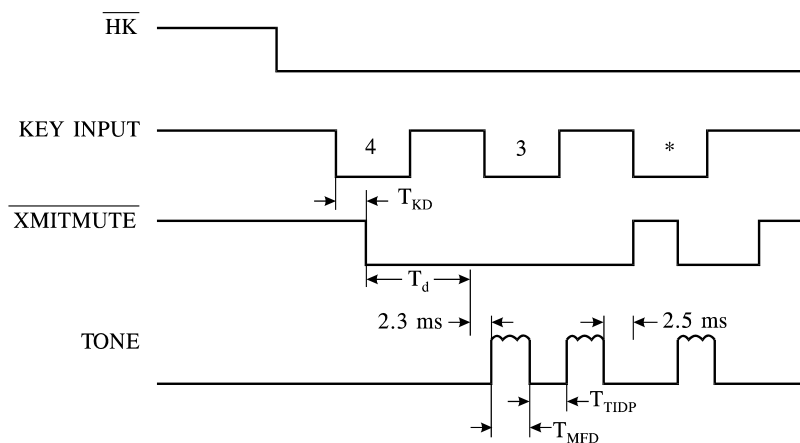 HK
KEY INPUT
4
3
*
T_KD
XMITMUTE
T_d
2.3 ms
2.5 ms
TONE
T_TIDP
T_MFD